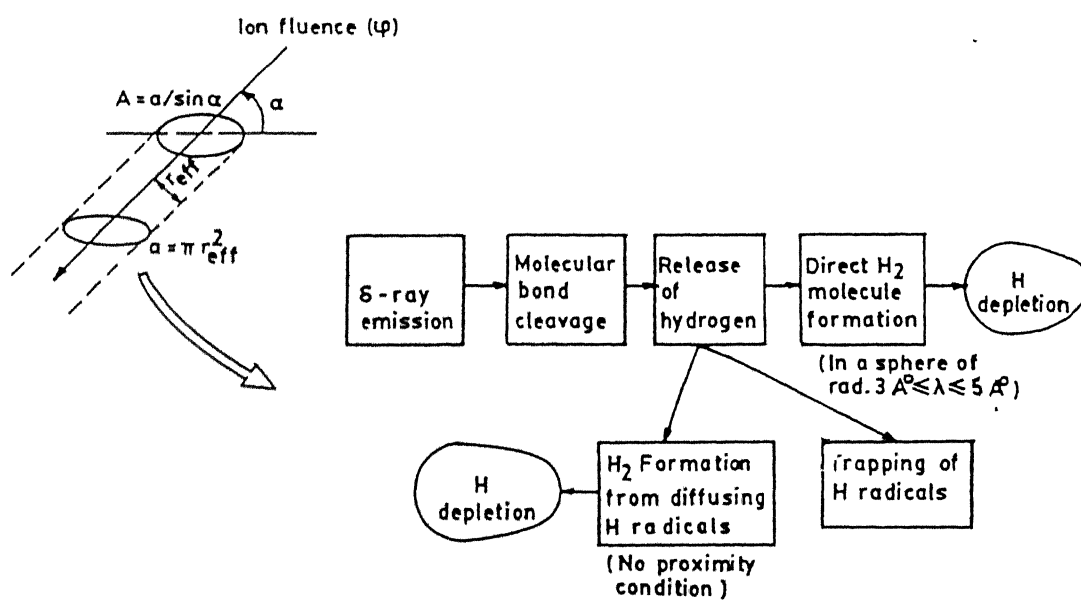 Ion fluence (φ)
A = a/sin α
α
r_eff
a = π r²_eff
δ-ray
emission
Molecular
bond
cleavage
Release
of
hydrogen
Direct H₂
molecule
formation
H
depletion
(In a sphere of
rad. 3 A° ≤ λ ≤ 5 A°)
H
depletion
H₂ Formation
from diffusing
H radicals
(No proximity
condition)
Trapping of
H radicals